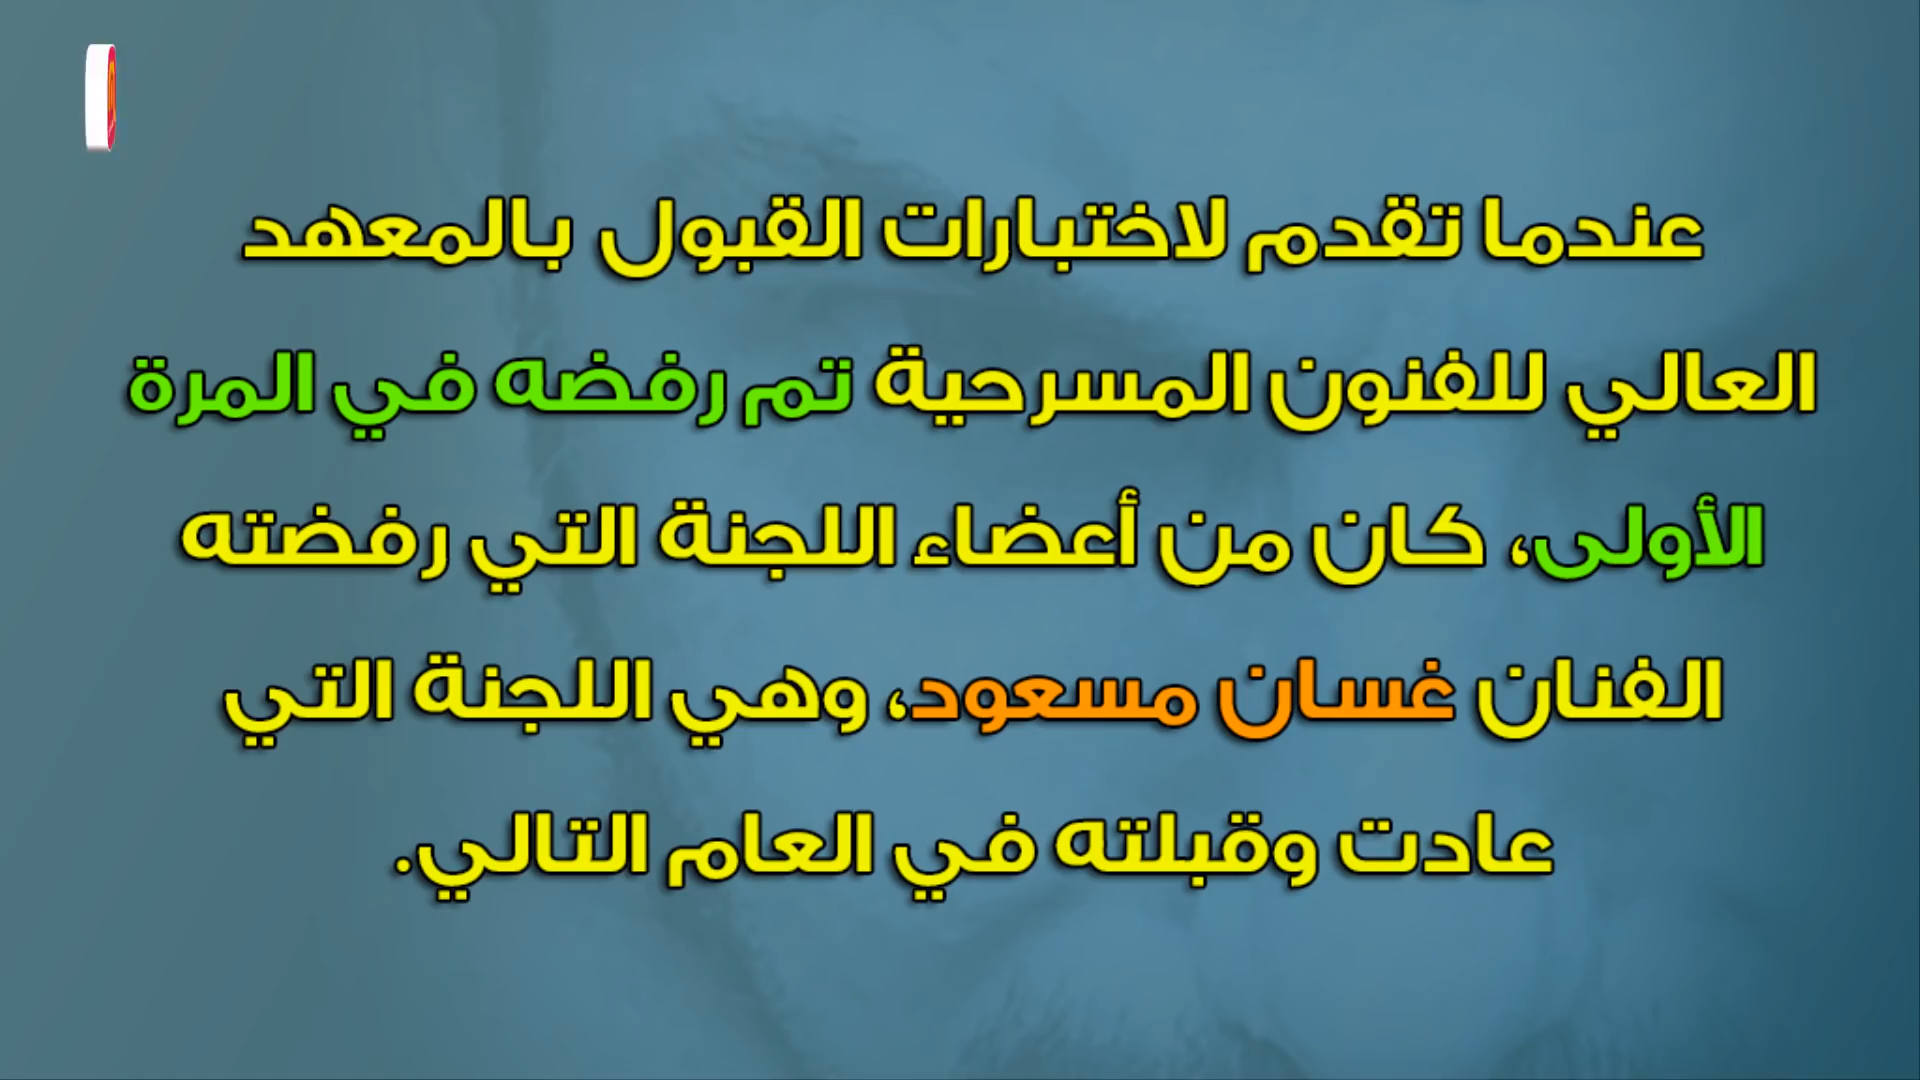 عندما تقدم لاختبارات القبول بالمعهد
العالي للفنون المسرحية تم رفضه في المرة
الأولى، كان من أعضاء اللجنة التي رفضته
الفنان غسان مسعود، وهي اللجنة التي
عادت وقبلته في العام التالي.